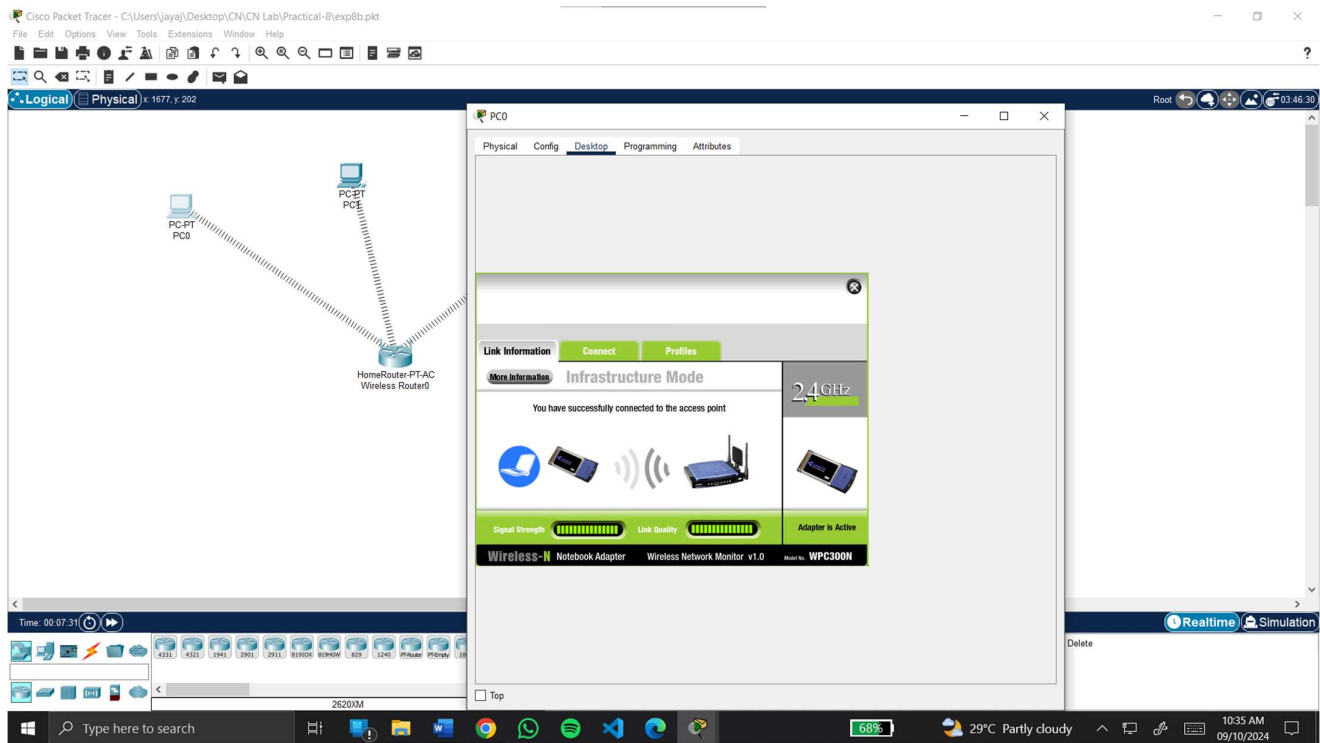 Cisco Packet Tracer - C:\Users\jayaj\Desktop\CN\CN Lab\Practical-8\exp8b.pkt
File Edit Options View Tools Extensions Window Help
?
Logical Physical x: 1677, y: 202
Root 03:46:30
PC0
Physical Config Desktop Programming Attributes
PC-PT
PC1
PC-PT
PC0
HomeRouter-PT-AC
Wireless Router0
Link Information Connect Profiles
More Information Infrastructure Mode
2.4GHz
You have successfully connected to the access point
Signal Strength Link Quality Adapter is Active
Wireless-N Notebook Adapter Wireless Network Monitor v1.0 Model No. WPC300N
Time: 00:07:31
Realtime Simulation
4331 4321 1941 2901 2911 819IOX 819HGW 829 1240 PT-Router PT-Empty
Delete
2620XM
Top
Type here to search
68%
29°C Partly cloudy
10:35 AM
09/10/2024